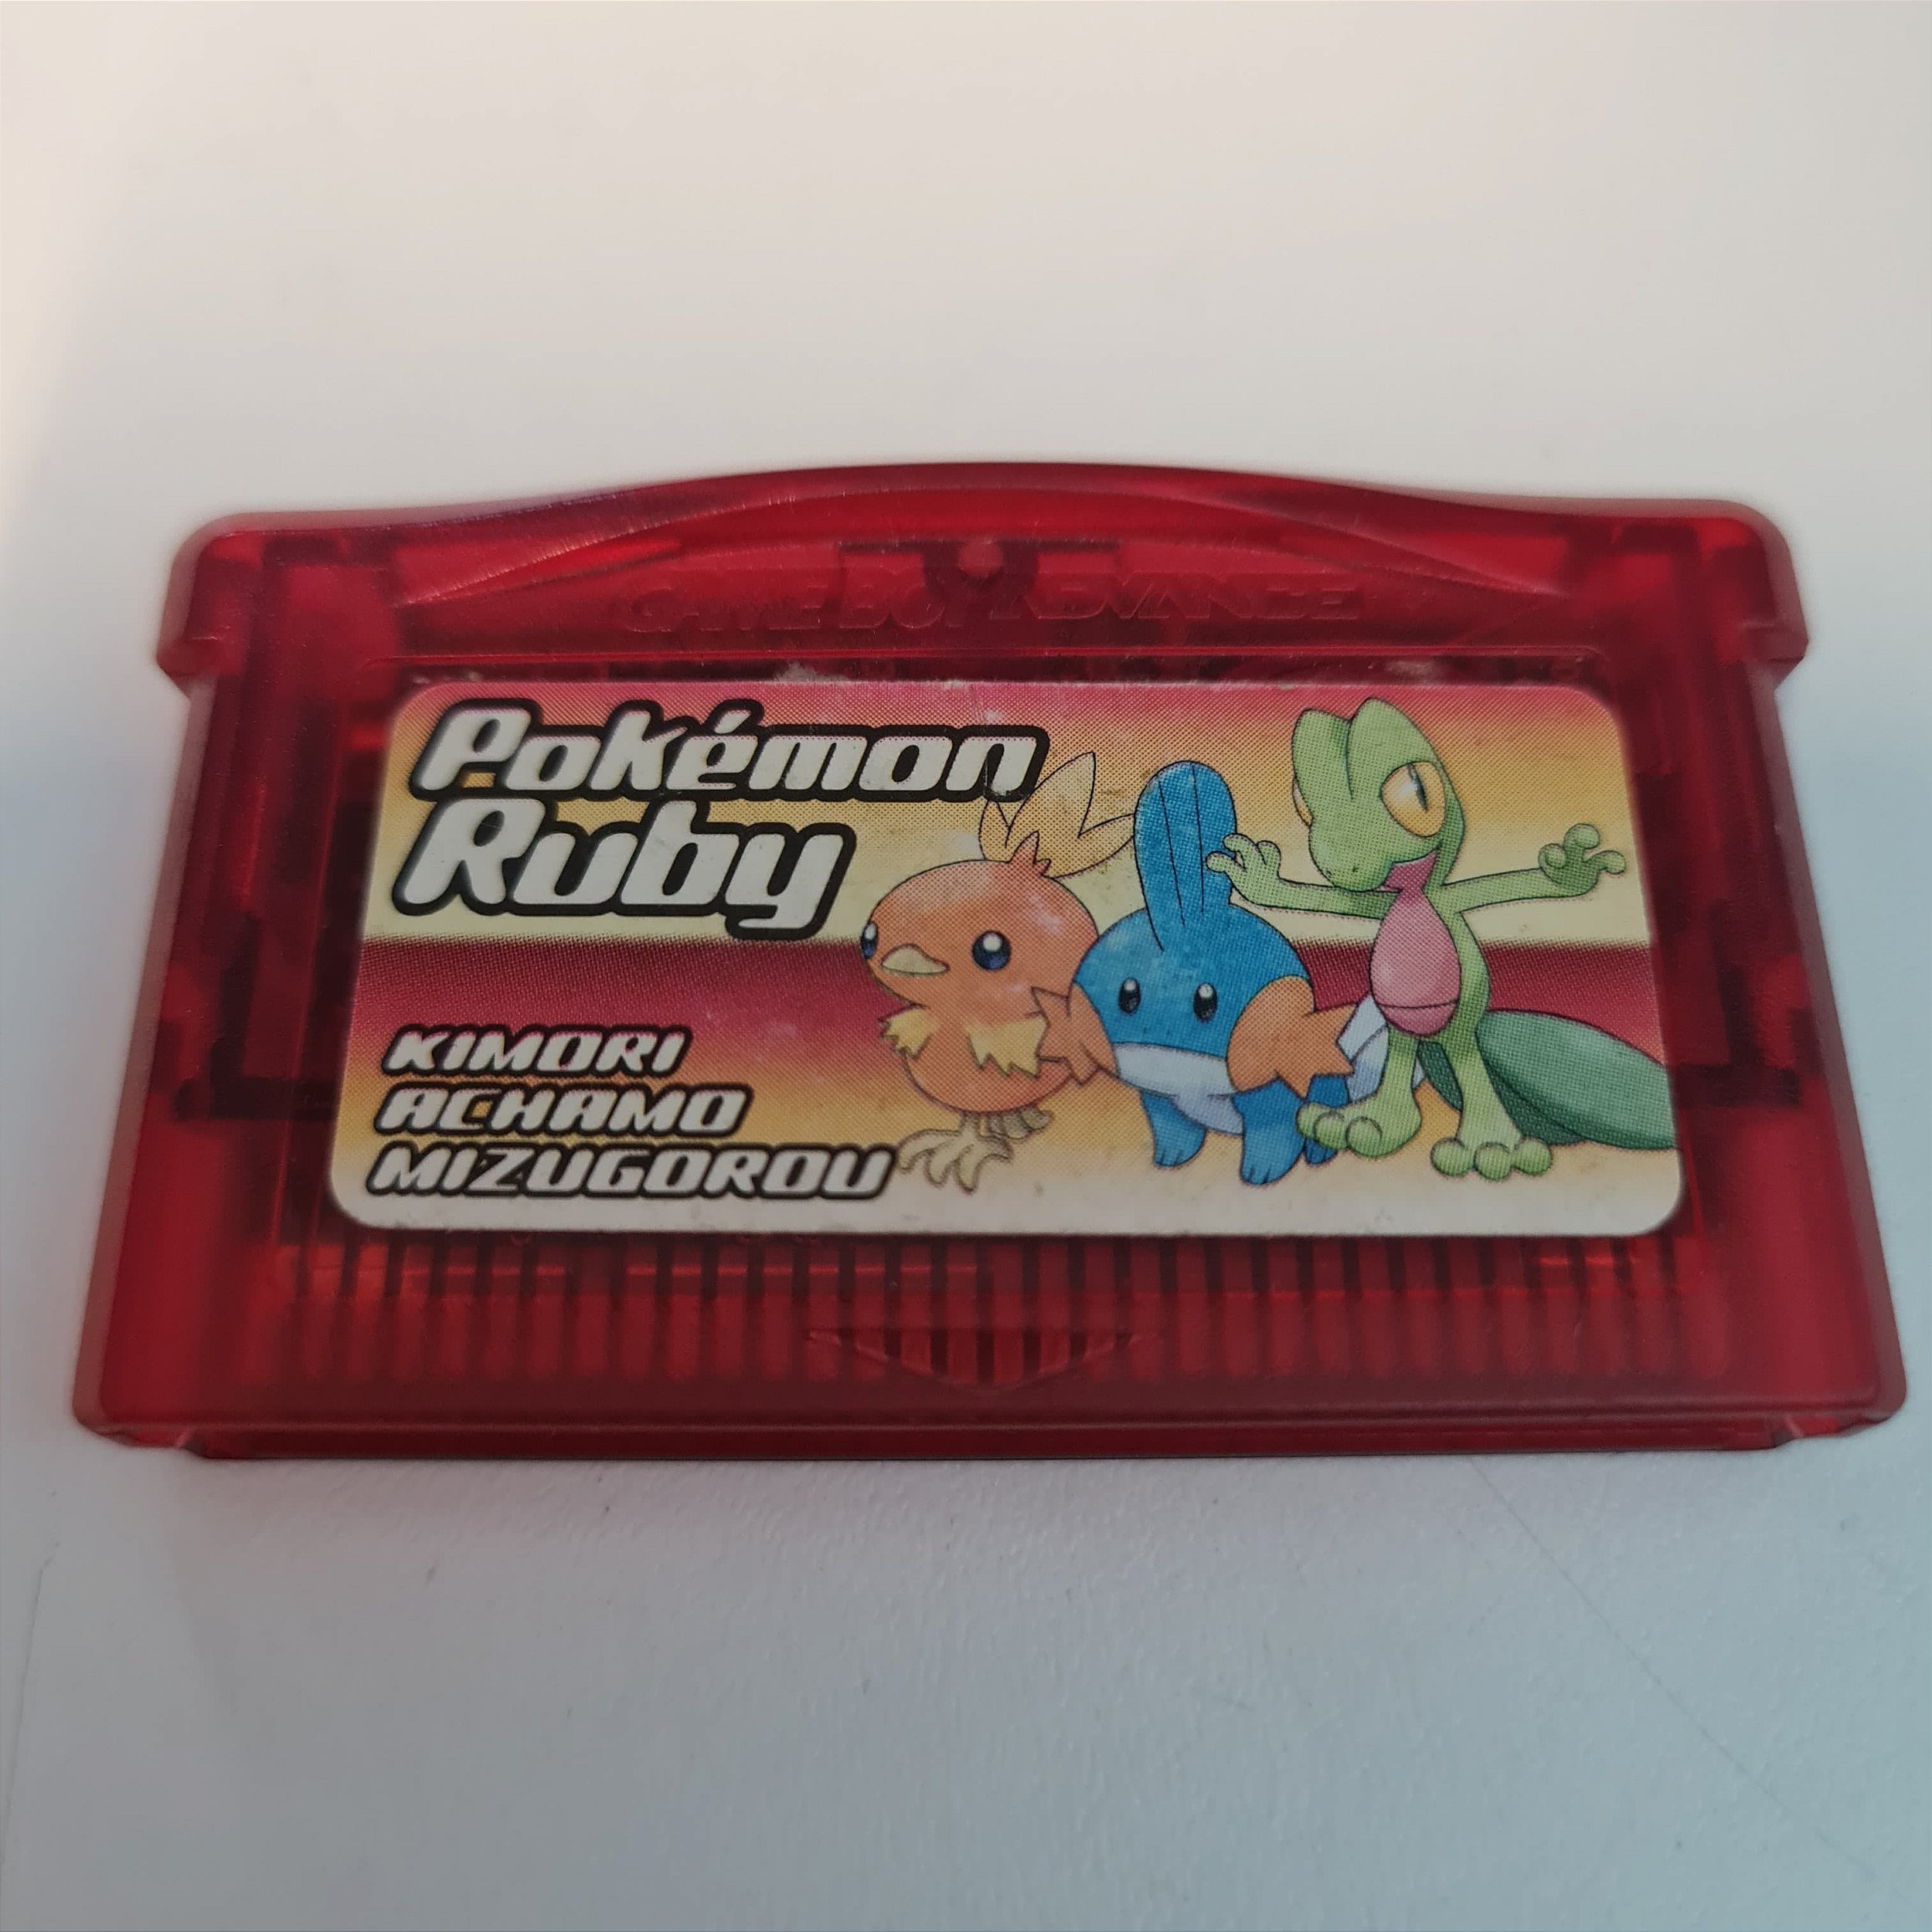 GAME BOY ADVANCE
Pokémon
Ruby
KIMORI
ACHAMO
MIZUGOROU